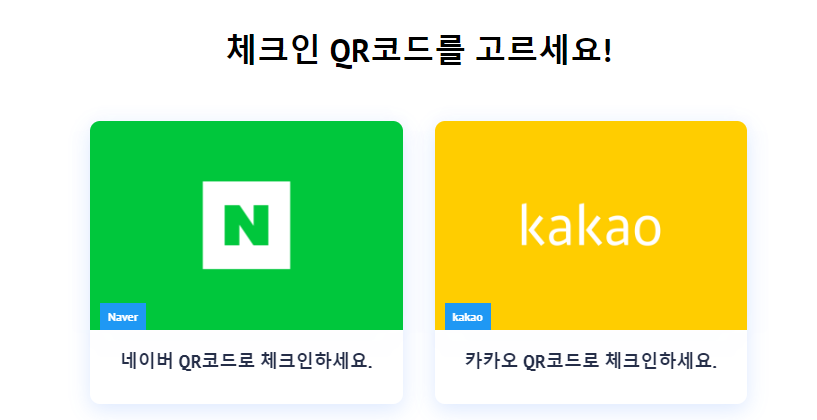 체크인 QR코드를 고르세요!
N
kakao
Naver
kakao
네이버 QR코드로 체크인하세요.
카카오 QR코드로 체크인하세요.